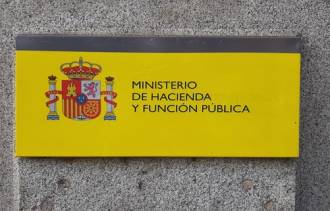 MINISTERIO
DE HACIENDA
Y FUNCIÓN PÚBLICA